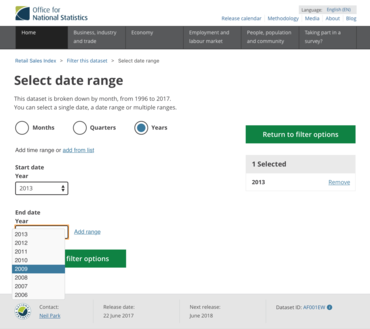 Office for
National Statistics
Language: English (EN)
Release calendar Methodology Media About Blog
Home
Business, industry
and trade
Economy
Employment and
labour market
People, population
and community
Taking part in a
survey?
Retail Sales Index > Filter this dataset > Select date range
Select date range
This dataset is broken down by month, from 1996 to 2017.
You can select a single date, a date range or multiple ranges.
Months Quarters Years
Add time range or add from list
Start date
Year
2013
End date
Year
Add range
2013
2012
2011
2010
2009
2008
2007
2006
filter options
Return to filter options
1 Selected
2013 Remove
Contact:
Neil Park
Release date:
22 June 2017
Next release:
June 2018
Dataset ID: AF001EW